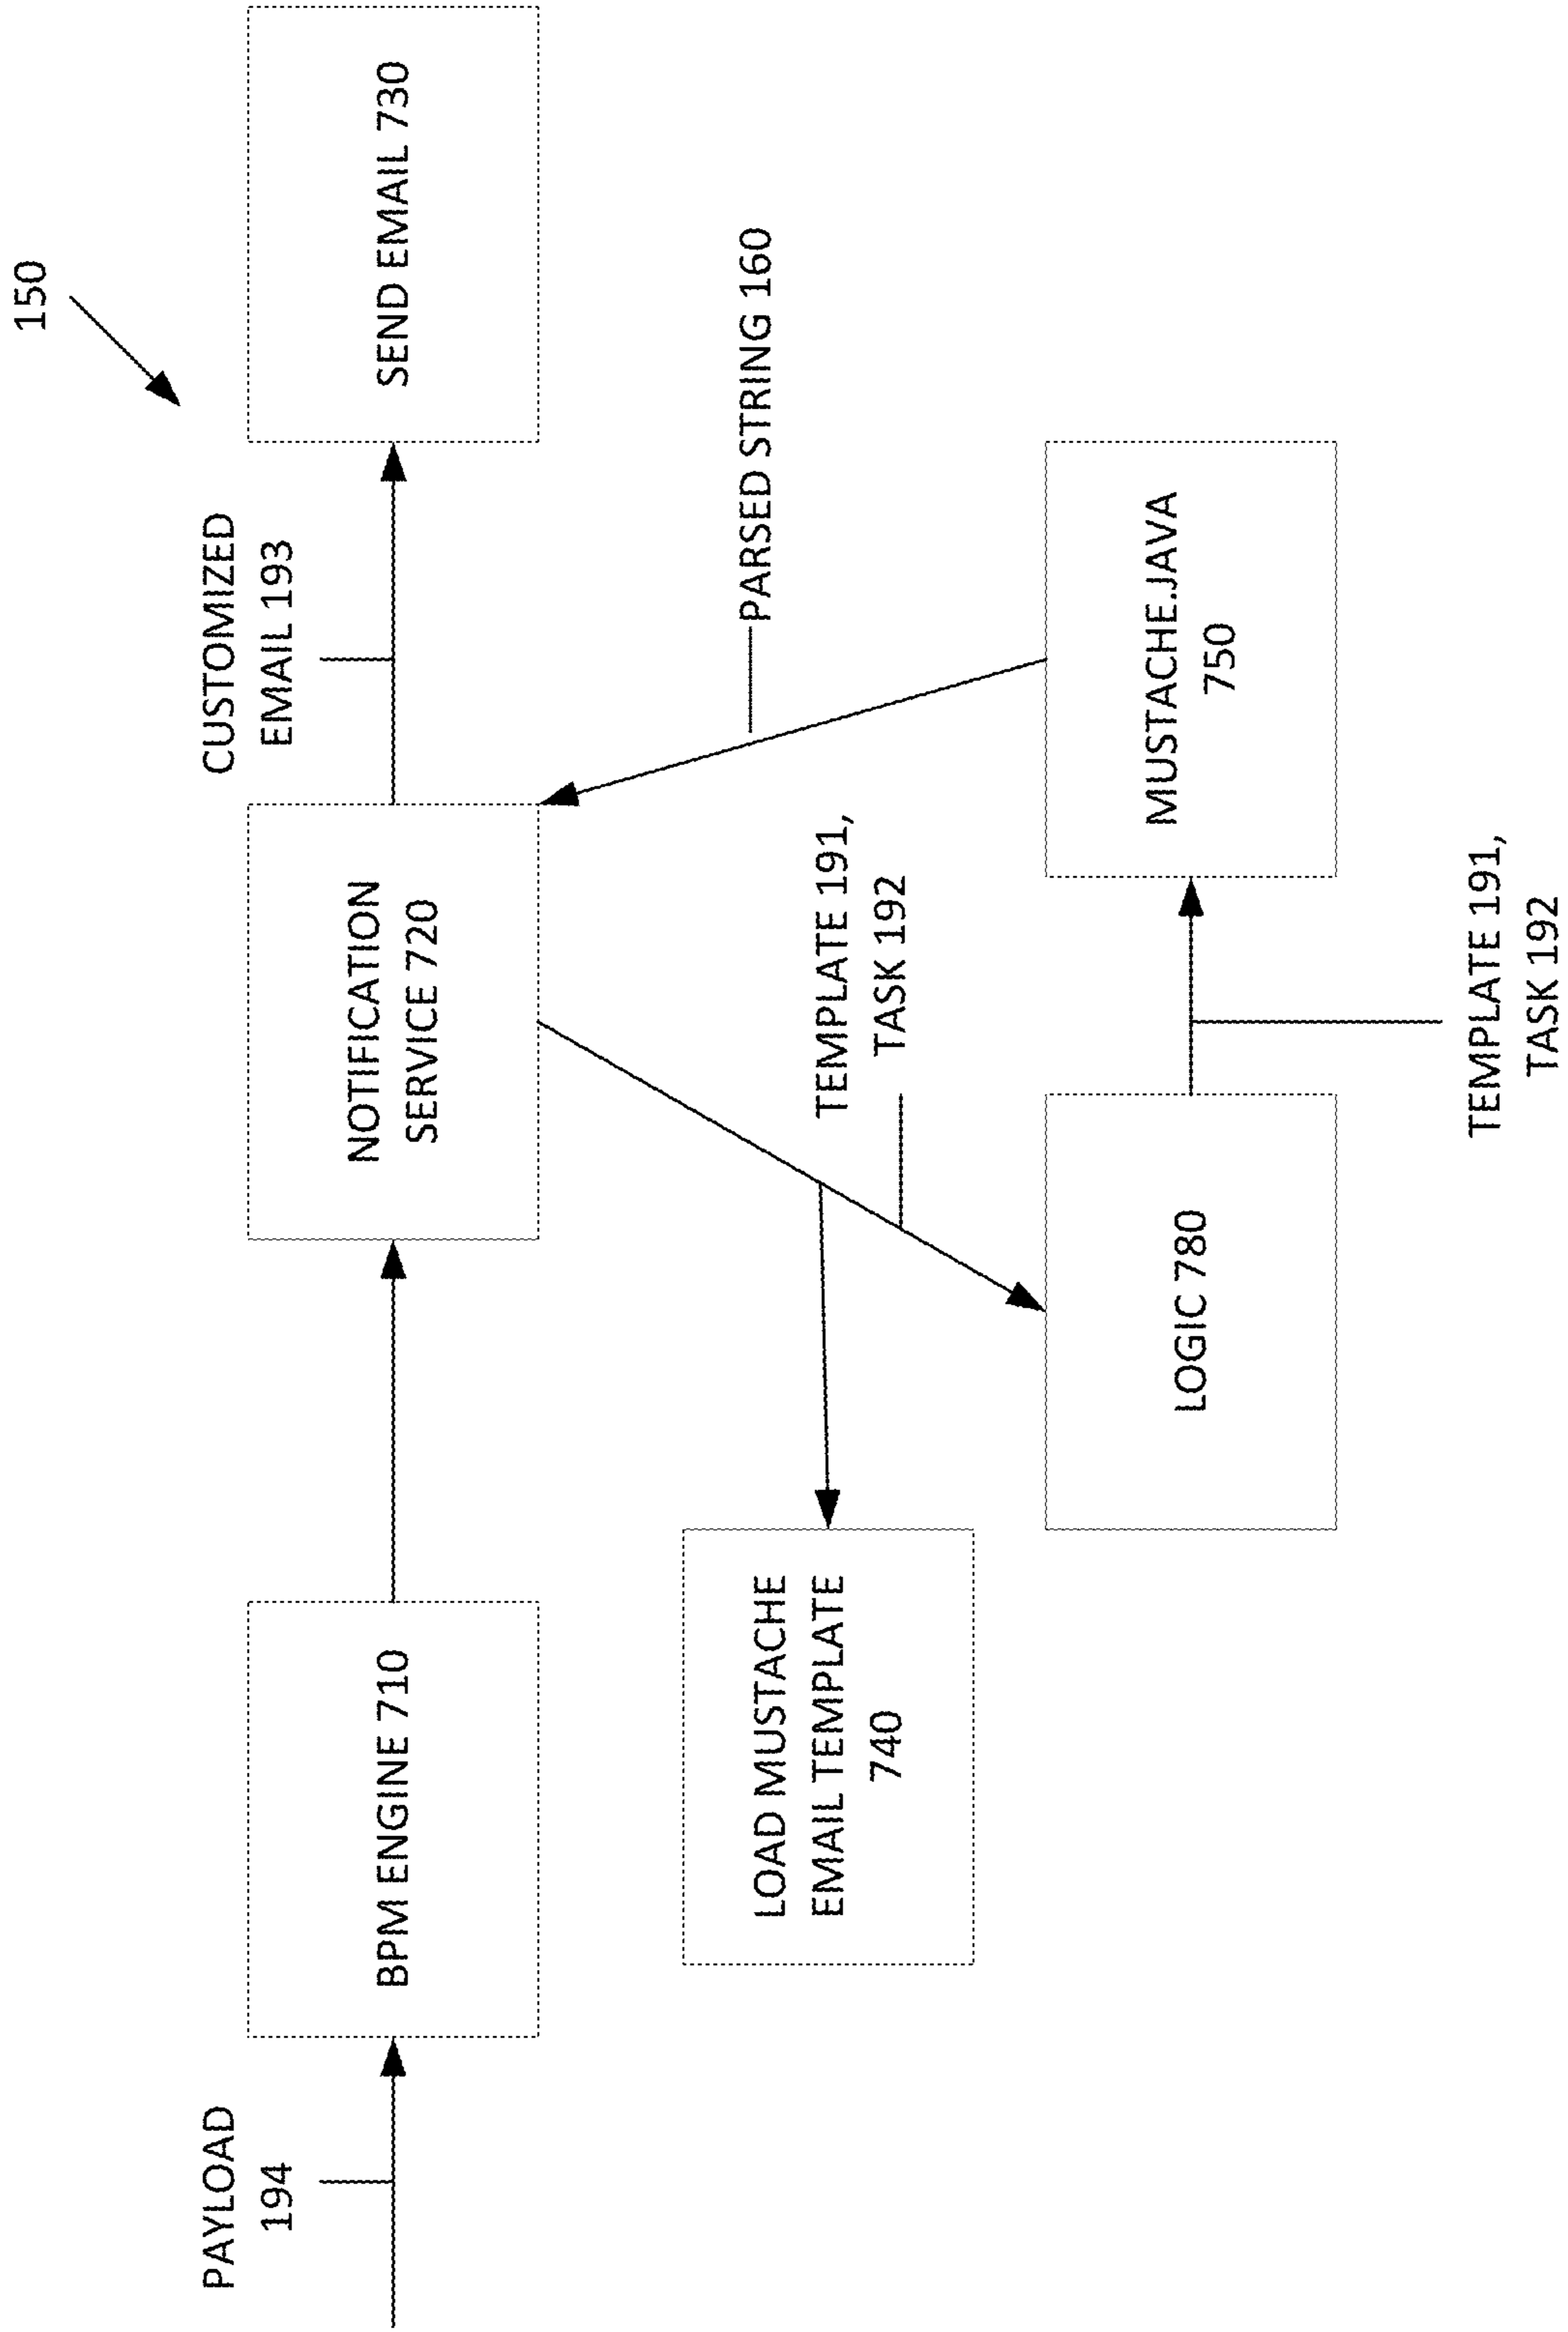 150
PAYLOAD
194
BPM ENGINE 710
NOTIFICATION
SERVICE 720
CUSTOMIZED
EMAIL 193
SEND EMAIL 730
LOAD MUSTACHE
EMAIL TEMPLATE
740
TEMPLATE 191,
TASK 192
PARSED STRING 160
LOGIC 780
MUSTACHE.JAVA
750
TEMPLATE 191,
TASK 192